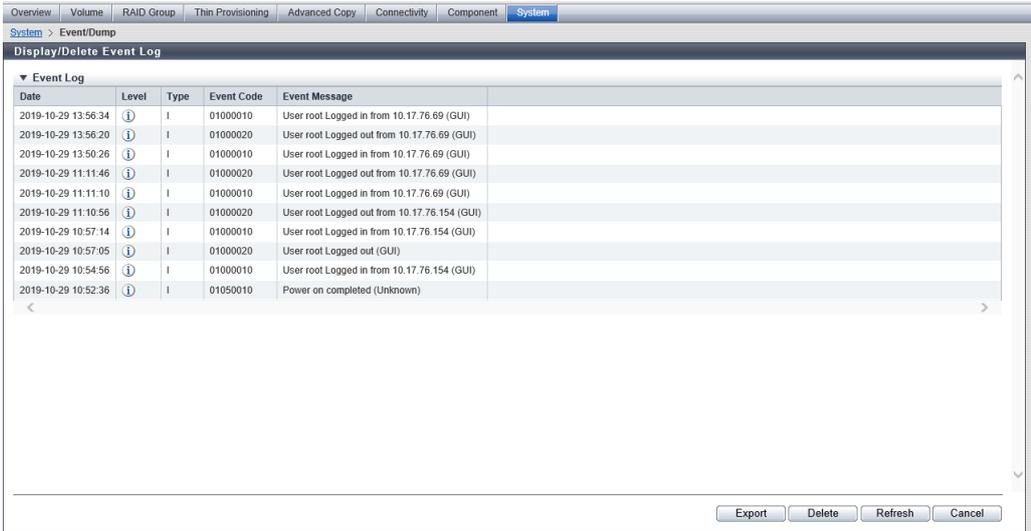 Overview Volume RAID Group Thin Provisioning Advanced Copy Connectivity Component System
System > Event/Dump
Display/Delete Event Log
▼ Event Log
Date Level Type Event Code Event Message
2019-10-29 13:56:34 i I 01000010 User root Logged in from 10.17.76.69 (GUI)
2019-10-29 13:56:20 i I 01000020 User root Logged out from 10.17.76.69 (GUI)
2019-10-29 13:50:26 i I 01000010 User root Logged in from 10.17.76.69 (GUI)
2019-10-29 11:11:46 i I 01000020 User root Logged out from 10.17.76.69 (GUI)
2019-10-29 11:11:10 i I 01000010 User root Logged in from 10.17.76.69 (GUI)
2019-10-29 11:10:56 i I 01000020 User root Logged out from 10.17.76.154 (GUI)
2019-10-29 10:57:14 i I 01000010 User root Logged in from 10.17.76.154 (GUI)
2019-10-29 10:57:05 i I 01000020 User root Logged out (GUI)
2019-10-29 10:54:56 i I 01000010 User root Logged in from 10.17.76.154 (GUI)
2019-10-29 10:52:36 i I 01050010 Power on completed (Unknown)
Export Delete Refresh Cancel